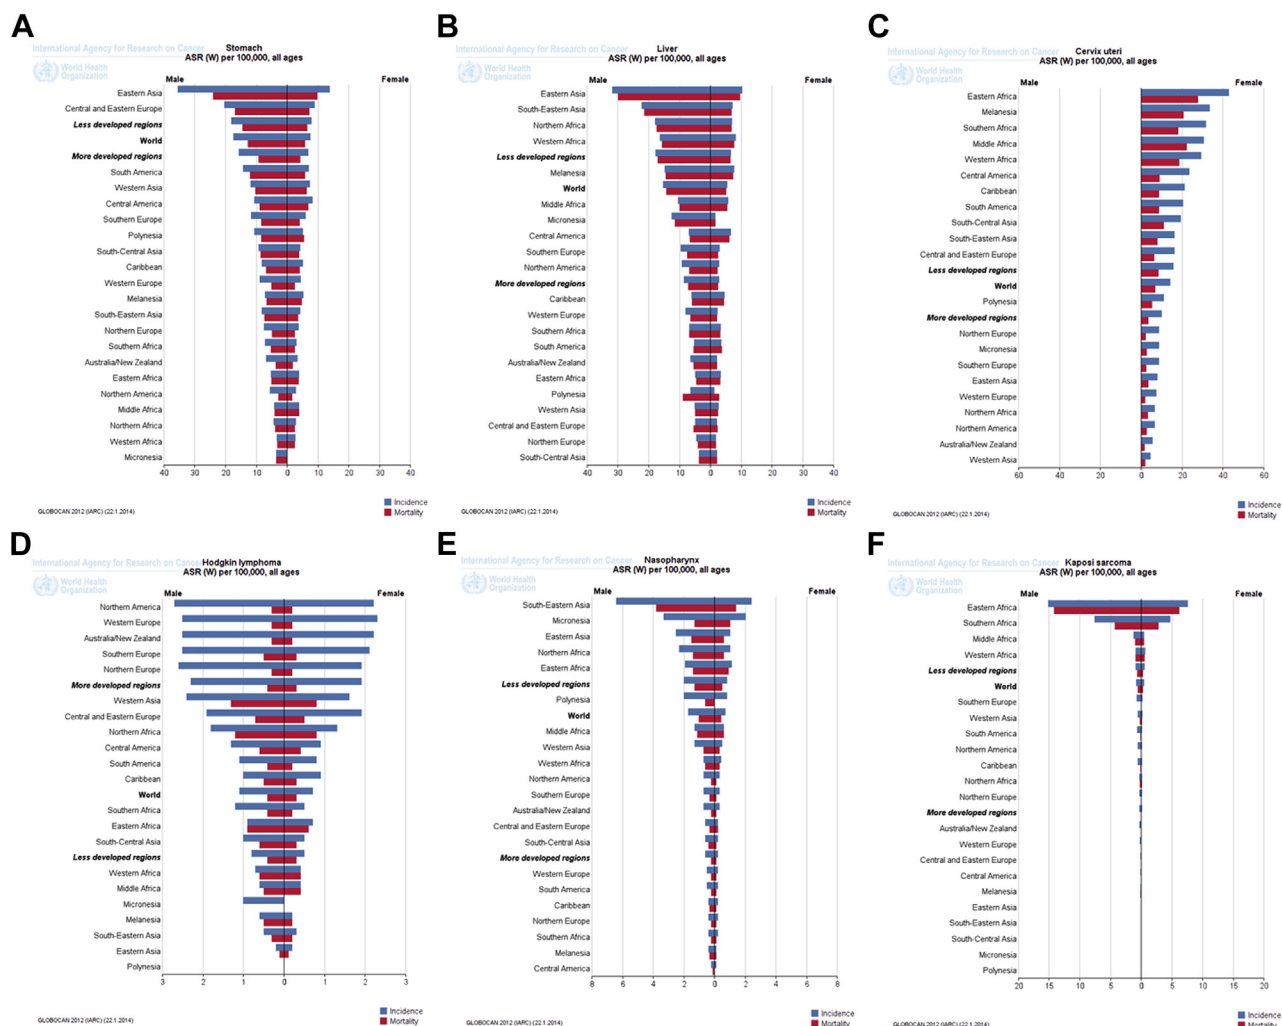 A
International Agency for Research on Cancer
Stomach
ASR (W) per 100,000, all ages
World Health
Organization
Male
Female
Eastern Asia
Central and Eastern Europe
Less developed regions
World
More developed regions
South America
Western Asia
Central America
Southern Europe
Polynesia
South-Central Asia
Caribbean
Western Europe
Melanesia
South-Eastern Asia
Northern Europe
Southern Africa
Australia/New Zealand
Eastern Africa
Northern America
Middle Africa
Northern Africa
Western Africa
Micronesia
40 30 20 10 0 10 20 30 40
Incidence
Mortality
GLOBOCAN 2012 (IARC) (22.1.2014)
B
International Agency for Research on Cancer
Liver
ASR (W) per 100,000, all ages
World Health
Organization
Male
Female
Eastern Asia
South-Eastern Asia
Northern Africa
Western Africa
Less developed regions
Melanesia
World
Middle Africa
Micronesia
Central America
Southern Europe
Northern America
More developed regions
Caribbean
Western Europe
Southern Africa
South America
Australia/New Zealand
Eastern Africa
Polynesia
Western Asia
Central and Eastern Europe
Northern Europe
South-Central Asia
40 30 20 10 0 10 20 30 40
Incidence
Mortality
GLOBOCAN 2012 (IARC) (22.1.2014)
C
International Agency for Research on Cancer
Cervix uteri
ASR (W) per 100,000, all ages
World Health
Organization
Male
Female
Eastern Africa
Melanesia
Southern Africa
Middle Africa
Western Africa
Central America
Caribbean
South America
South-Central Asia
South-Eastern Asia
Central and Eastern Europe
Less developed regions
World
Polynesia
More developed regions
Northern Europe
Micronesia
Southern Europe
Eastern Asia
Western Europe
Northern Africa
Northern America
Australia/New Zealand
Western Asia
60 40 20 0 20 40 60
Incidence
Mortality
GLOBOCAN 2012 (IARC) (22.1.2014)
D
International Agency for Research on Cancer
Hodgkin lymphoma
ASR (W) per 100,000, all ages
World Health
Organization
Male
Female
Northern America
Western Europe
Australia/New Zealand
Southern Europe
Northern Europe
More developed regions
Western Asia
Central and Eastern Europe
Northern Africa
Central America
South America
Caribbean
World
Southern Africa
Eastern Africa
South-Central Asia
Less developed regions
Western Africa
Middle Africa
Micronesia
Melanesia
South-Eastern Asia
Eastern Asia
Polynesia
3 2 1 0 1 2 3
Incidence
Mortality
GLOBOCAN 2012 (IARC) (22.1.2014)
E
International Agency for Research on Cancer
Nasopharynx
ASR (W) per 100,000, all ages
World Health
Organization
Male
Female
South-Eastern Asia
Micronesia
Eastern Asia
Northern Africa
Eastern Africa
Less developed regions
Polynesia
World
Middle Africa
Western Asia
Western Africa
Northern America
Southern Europe
Australia/New Zealand
Central and Eastern Europe
South-Central Asia
More developed regions
Western Europe
South America
Caribbean
Northern Europe
Southern Africa
Melanesia
Central America
8 6 4 2 0 2 4 6 8
Incidence
Mortality
GLOBOCAN 2012 (IARC) (22.1.2014)
F
International Agency for Research on Cancer
Kaposi sarcoma
ASR (W) per 100,000, all ages
World Health
Organization
Male
Female
Eastern Africa
Southern Africa
Middle Africa
Western Africa
Less developed regions
World
Southern Europe
Western Asia
South America
Northern America
Caribbean
Northern Africa
Northern Europe
More developed regions
Australia/New Zealand
Western Europe
Central and Eastern Europe
Central America
Melanesia
Eastern Asia
South-Eastern Asia
South-Central Asia
Micronesia
Polynesia
20 15 10 5 0 5 10 15 20
Incidence
Mortality
GLOBOCAN 2012 (IARC) (22.1.2014)